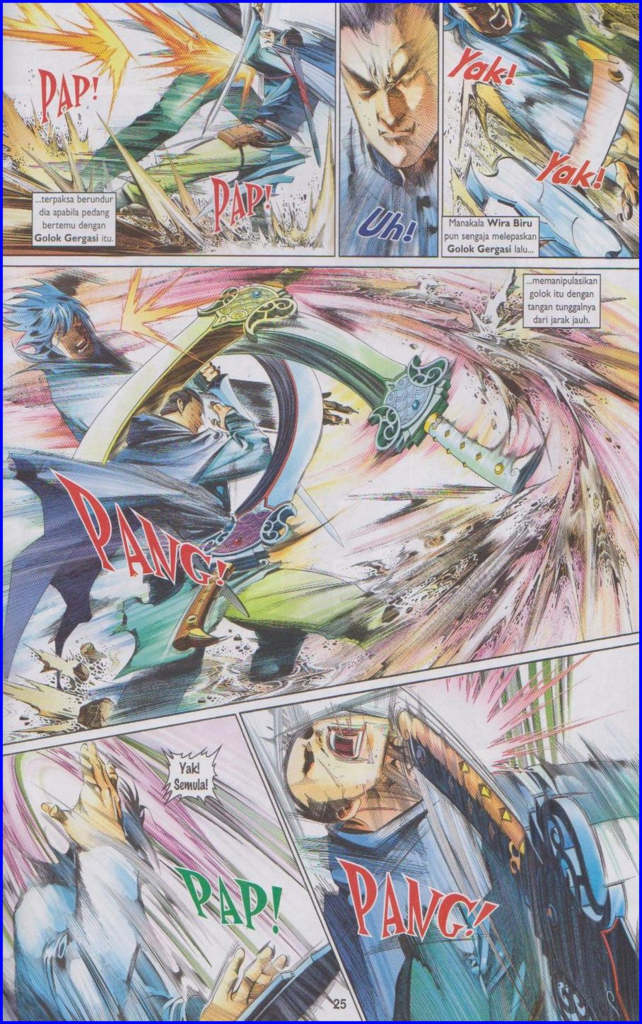 PAP!
PAP!
...terpaksa berundur
dia apabila pedang
bertemu dengan
Golok Gergasi itu.
Uh!
Yak!
Yak!
Manakala Wira Biru
pun sengaja melepaskan
Golok Gergasi lalu...
...memanipulasikan
golok itu dengan
tangan tunggalnya
dari jarak jauh.
PANG!
Yak!
Semula!
PAP!
PANG!
25